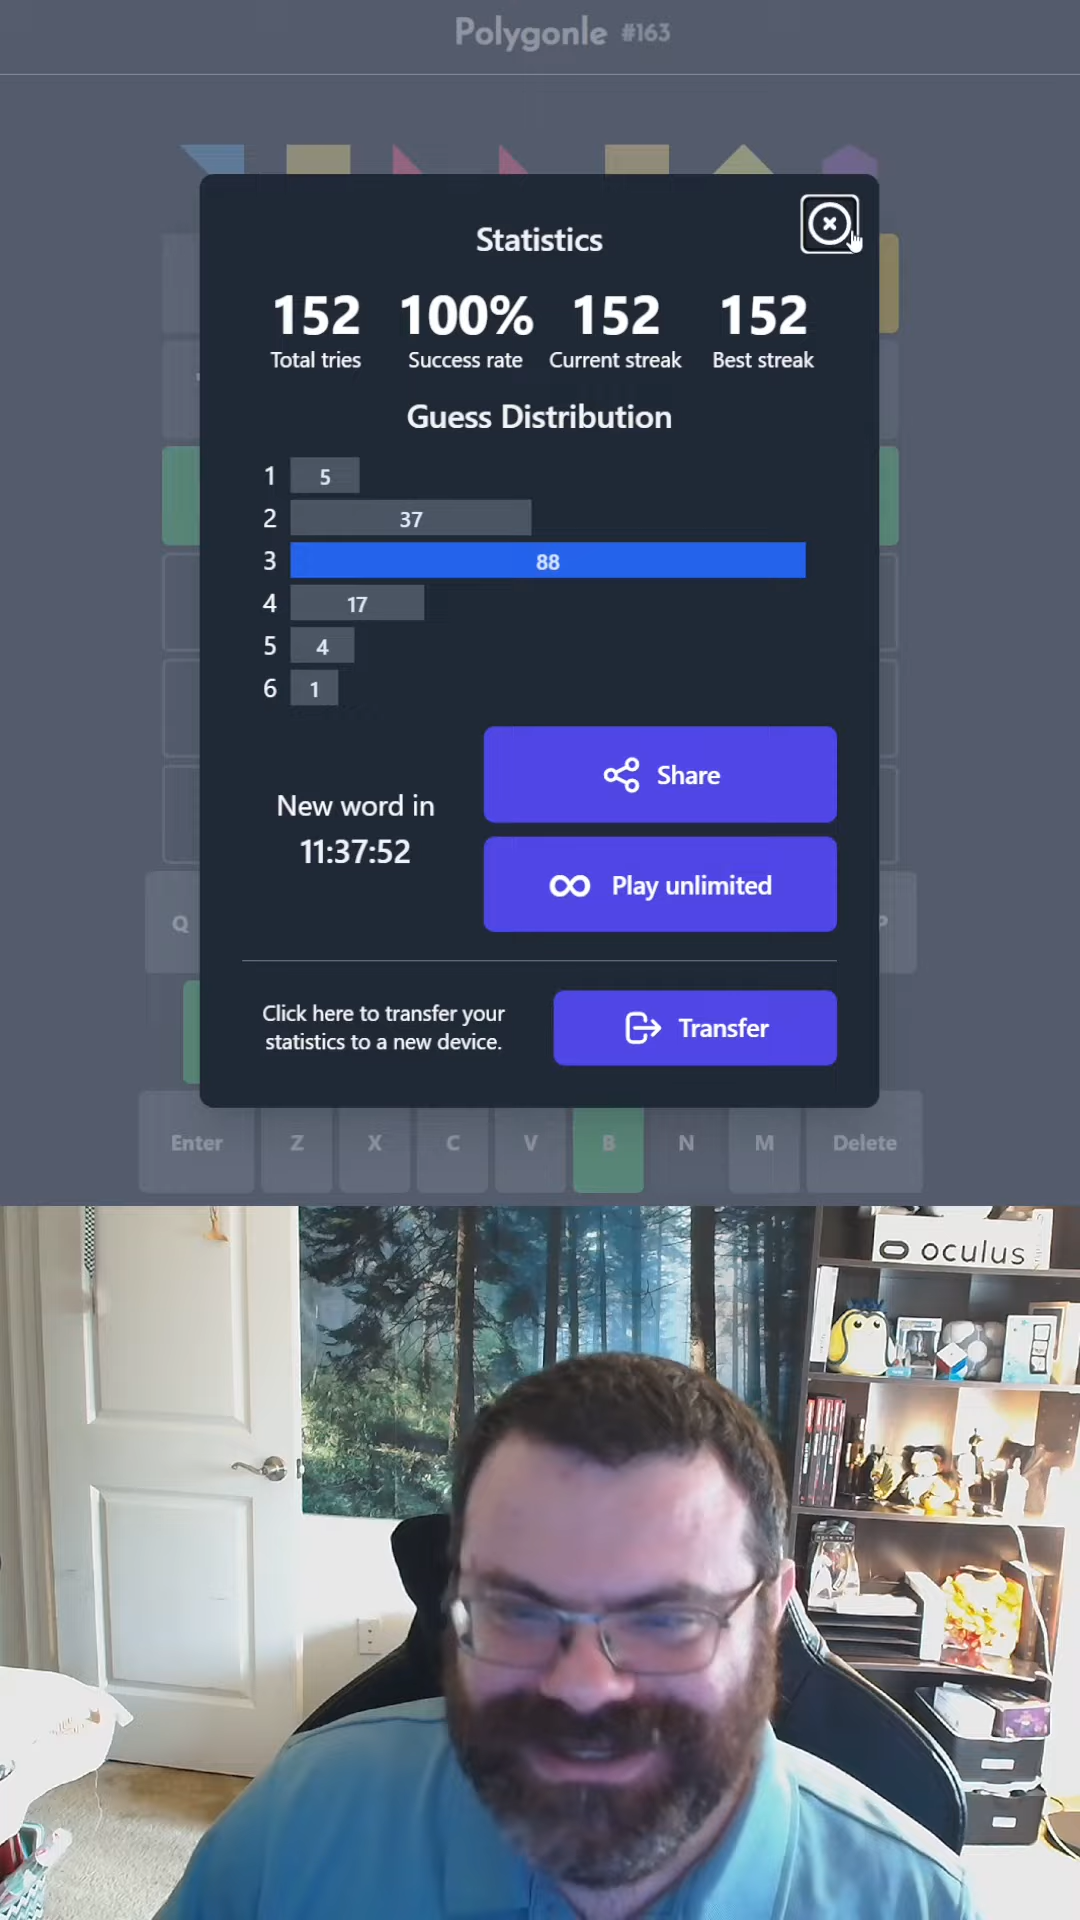 Polygonle #163
Statistics
152 100% 152 152
Total tries Success rate Current streak Best streak
Guess Distribution
1 5
2 37
3 88
4 17
5 4
6 1
Share
New word in
11:37:52
Play unlimited
Q P
Click here to transfer your
statistics to a new device.
Transfer
Enter Z X C V B N M Delete
oculus